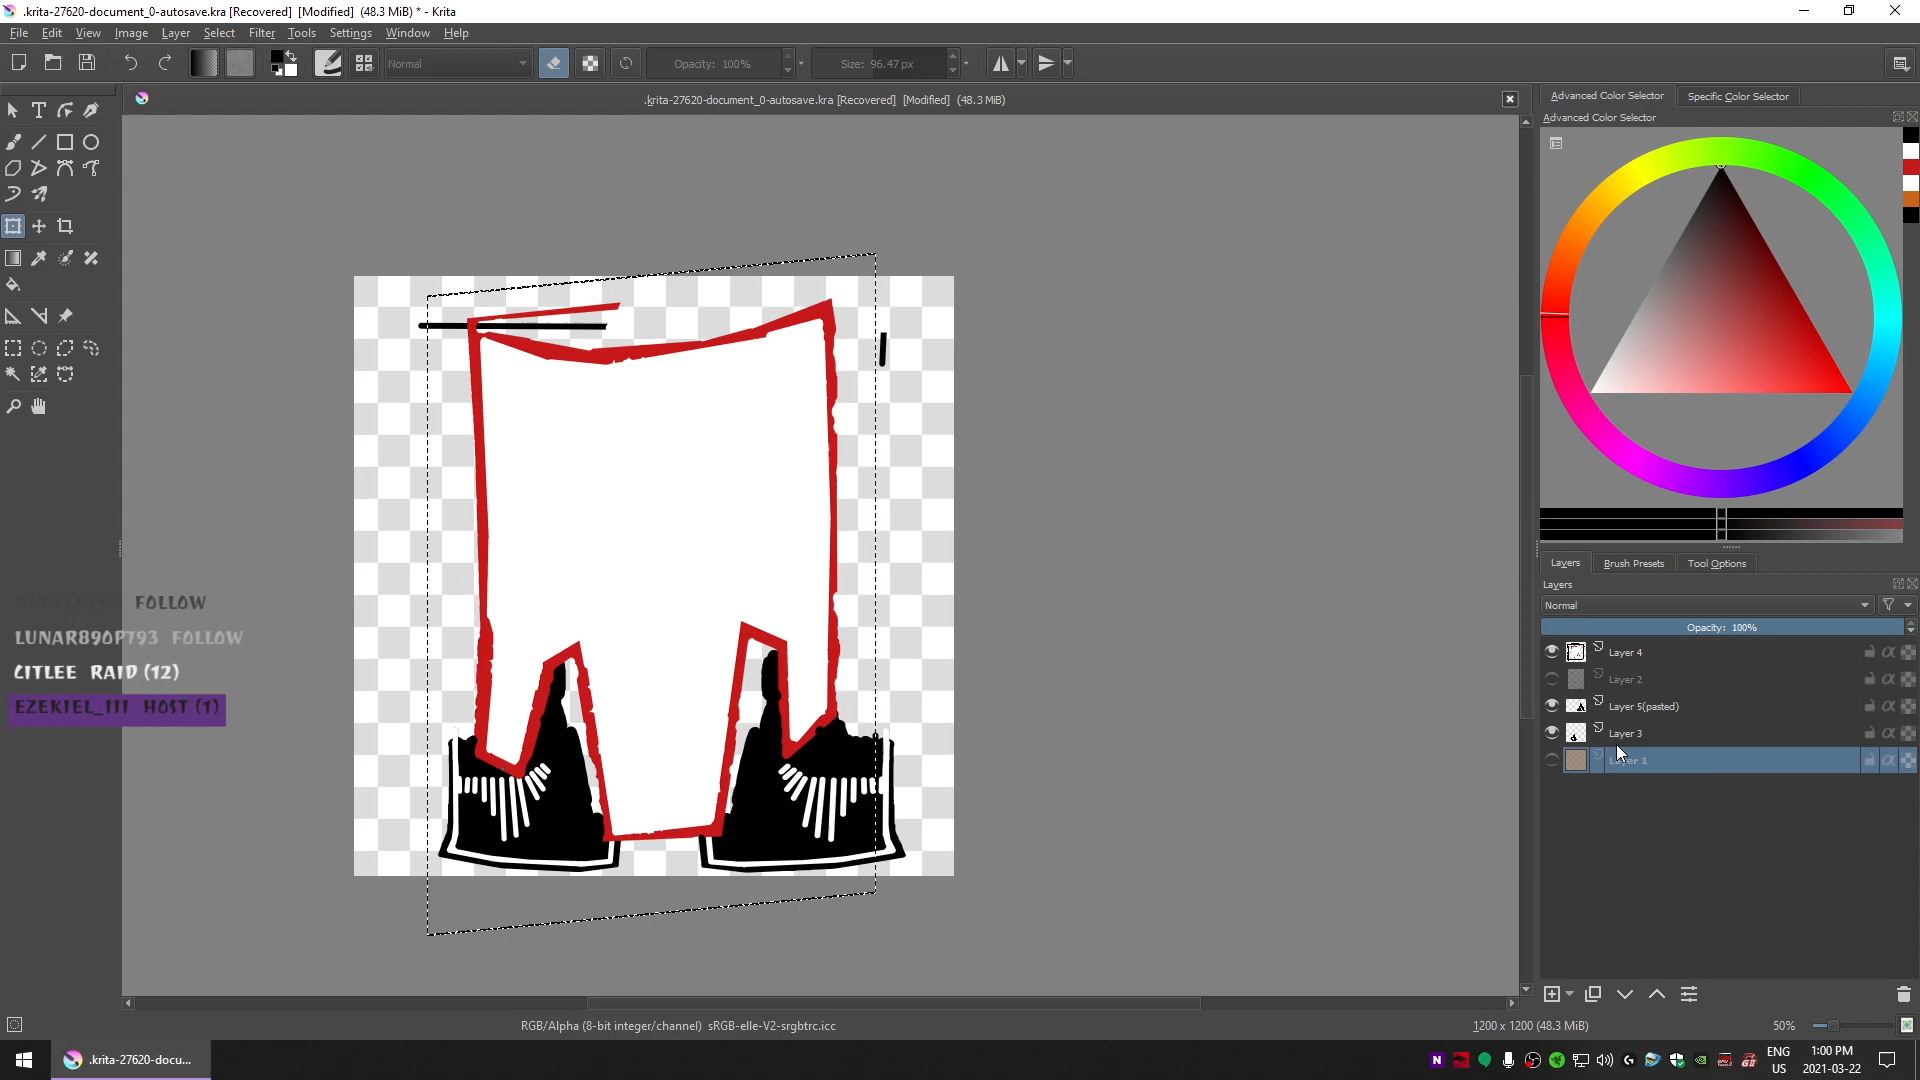 .krita-27620-document_0-autosave.kra [Recovered] [Modified] (48.3 MiB) * - Krita
File Edit View Image Layer Select Filter Tools Settings Window Help
Normal Opacity: 100% Size: 96.47 px
.krita-27620-document_0-autosave.kra [Recovered] [Modified] (48.3 MiB)
Advanced Color Selector Specific Color Selector
Advanced Color Selector
Layers Brush Presets Tool Options
Layers
Normal
Opacity: 100%
Layer 4
Layer 2
Layer 5(pasted)
Layer 3
Layer 1
FOLLOW
LUNAR890P793 FOLLOW
CITLEE RAID (12)
EZEKIEL_III HOST (1)
RGB/Alpha (8-bit integer/channel) sRGB-elle-V2-srgbtrc.icc
1200 x 1200 (48.3 MiB)
50%
.krita-27620-docu...
ENG
US
1:00 PM
2021-03-22